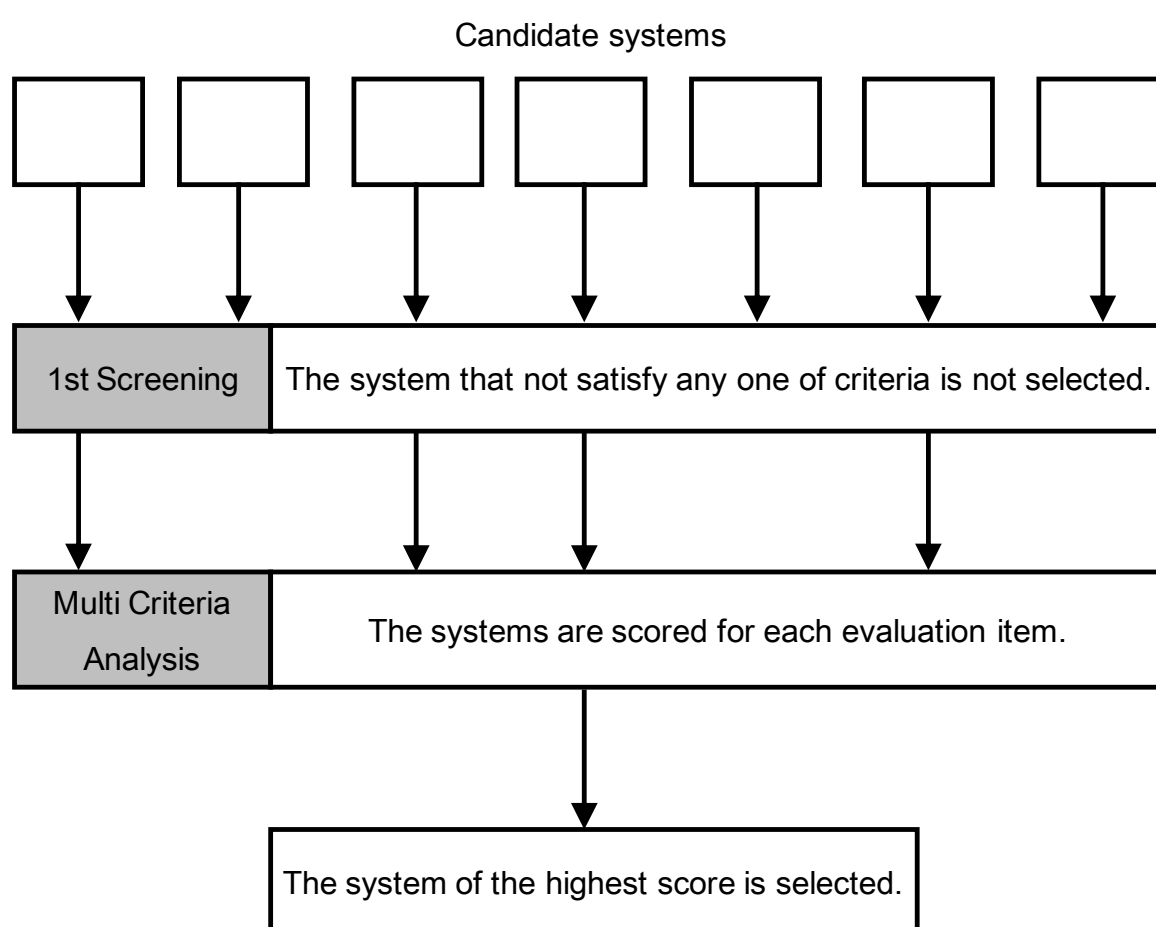 Candidate systems
1st Screening
The system that not satisfy any one of criteria is not selected.
Multi Criteria
Analysis
The systems are scored for each evaluation item.
The system of the highest score is selected.